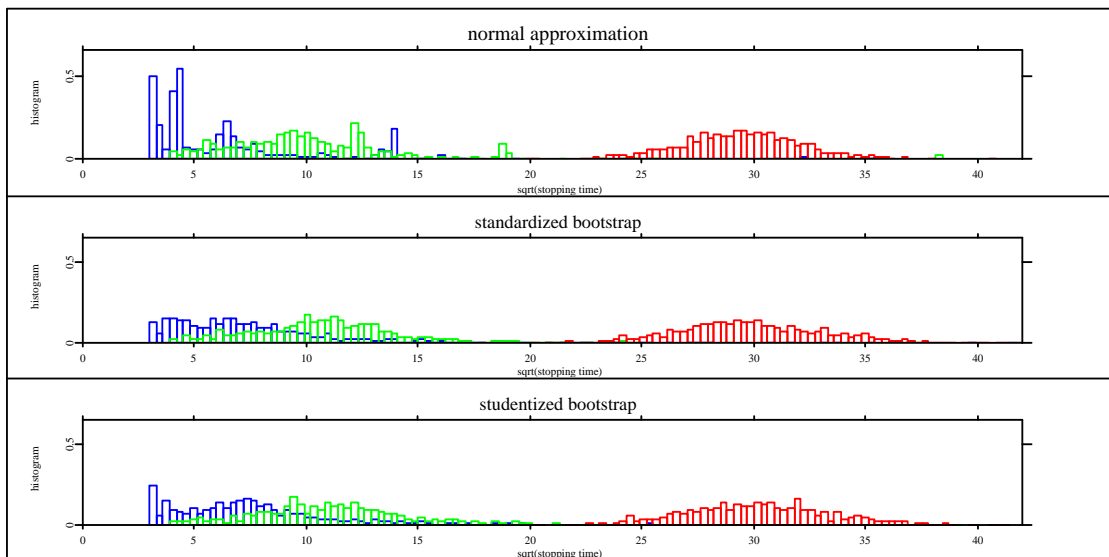 normal approximation
histogram
0.5
0
0 5 10 15 20 25 30 35 40
sqrt(stopping time)
standardized bootstrap
histogram
0.5
0
0 5 10 15 20 25 30 35 40
sqrt(stopping time)
studentized bootstrap
histogram
0.5
0
0 5 10 15 20 25 30 35 40
sqrt(stopping time)